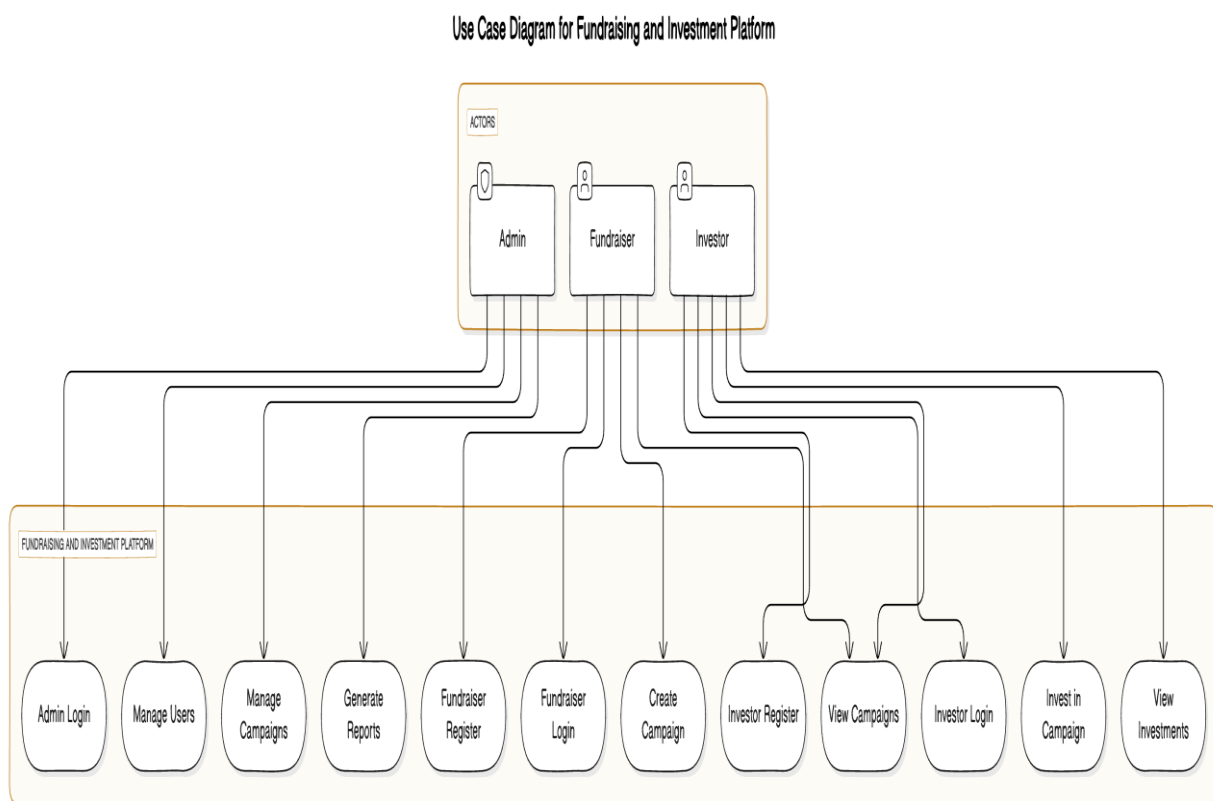 Use Case Diagram for Fundraising and Investment Platform
ACTORS
Admin
Fundraiser
Investor
FUNDRAISING AND INVESTMENT PLATFORM
Admin Login
Manage Users
Manage
Campaigns
Generate
Reports
Fundraiser
Register
Fundraiser
Login
Create
Campaign
Investor Register
View Campaigns
Investor Login
Invest in
Campaign
View
Investments